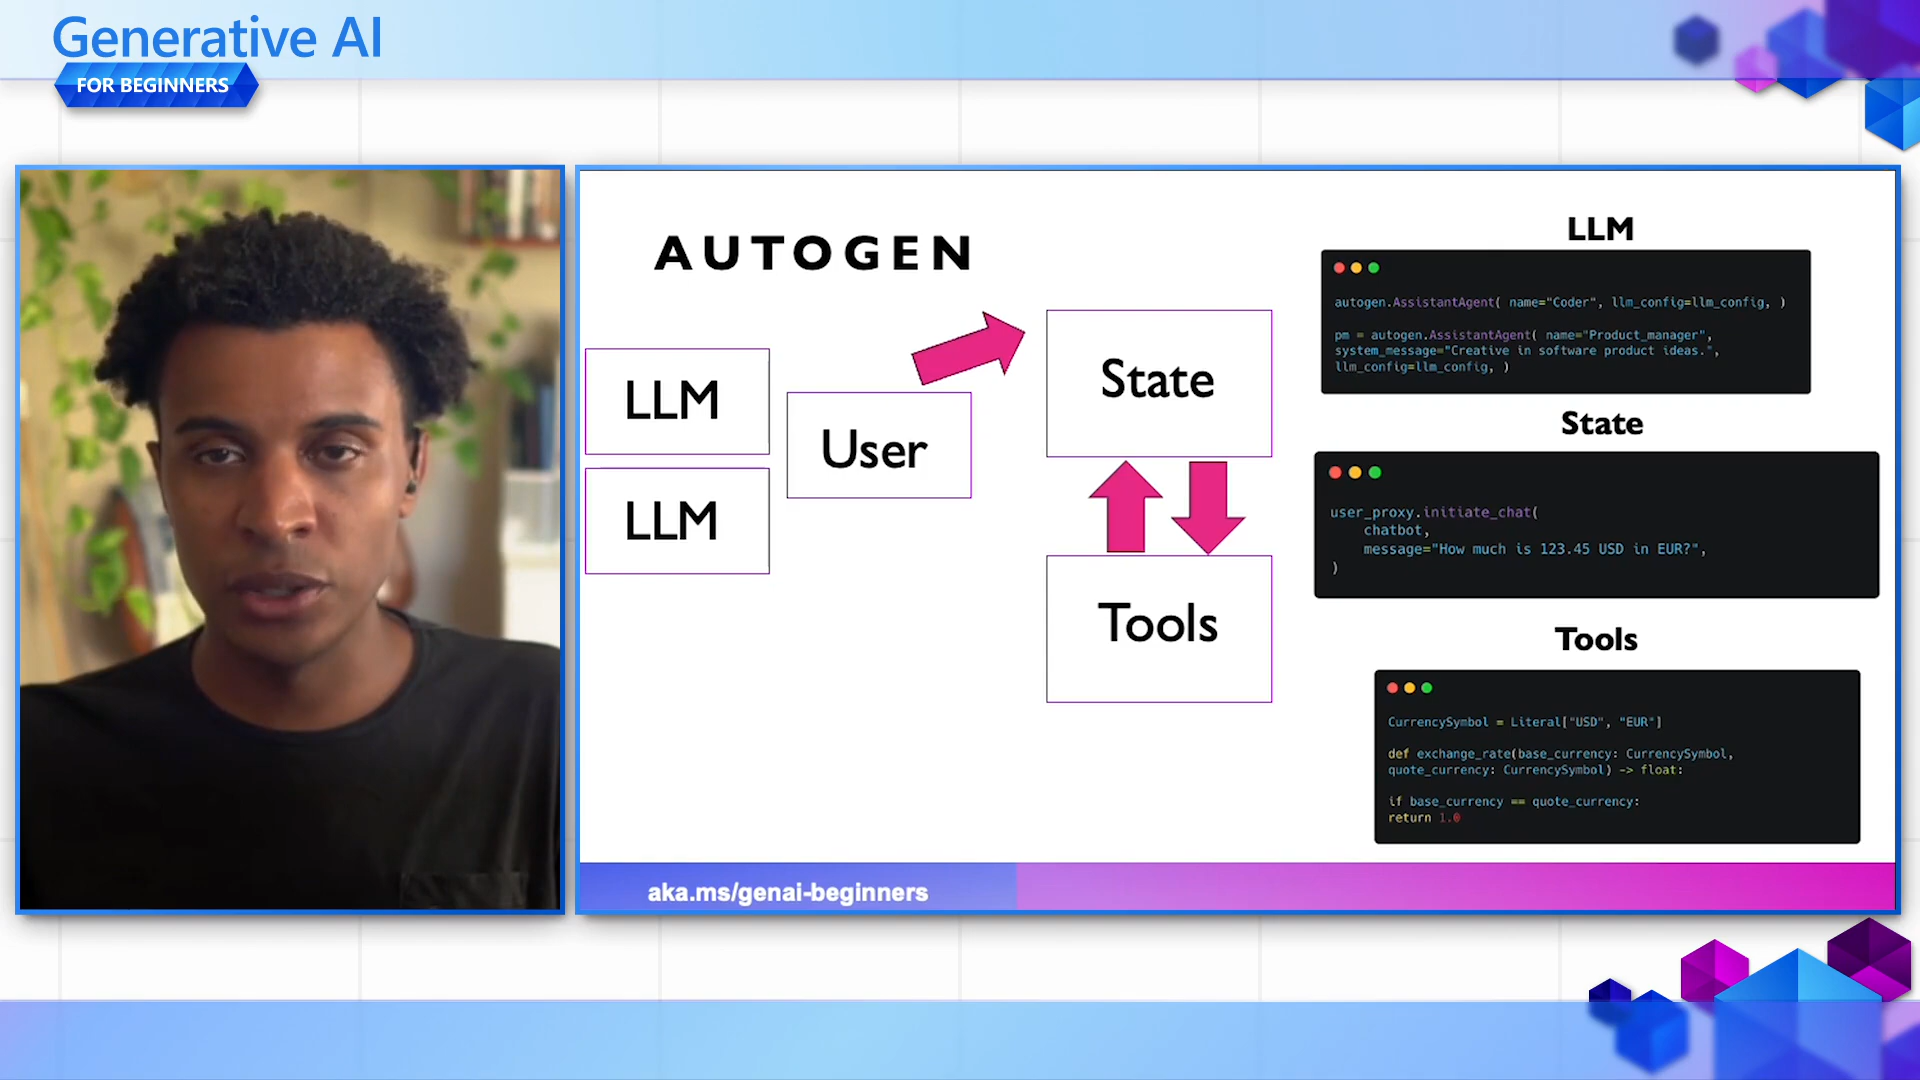 Generative AI
FOR BEGINNERS
AUTOGEN
LLM
LLM
User
State
Tools
LLM
autogen.AssistantAgent( name="Coder", llm_config=llm_config, )
pm = autogen.AssistantAgent( name="Product_manager",
system_message="Creative in software product ideas.",
llm_config=llm_config, )
State
user_proxy.initiate_chat(
chatbot,
message="How much is 123.45 USD in EUR?",
)
Tools
CurrencySymbol = Literal["USD", "EUR"]
def exchange_rate(base_currency: CurrencySymbol,
quote_currency: CurrencySymbol) -> float:
if base_currency == quote_currency:
return 1.0
aka.ms/genai-beginners